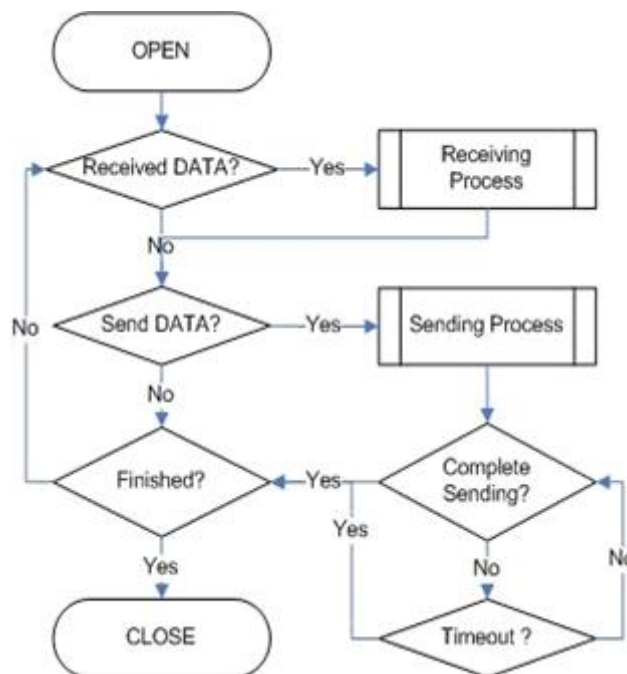 OPEN
Received DATA?
Yes
Receiving
Process
No
Send DATA?
Yes
Sending Process
No
No
Finished?
Yes
Complete
Sending?
Yes
No
No
Yes
CLOSE
Timeout ?